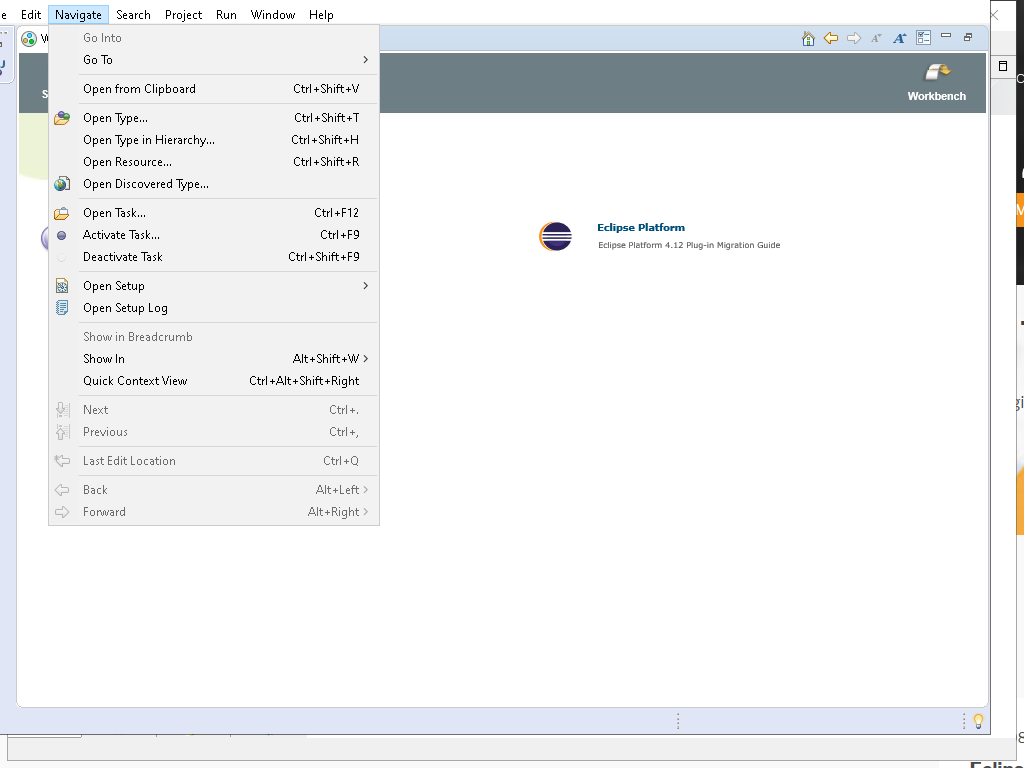 e Edit Navigate Search Project Run Window Help
Go Into
Go To
Open from Clipboard Ctrl+Shift+V
Open Type... Ctrl+Shift+T
Open Type in Hierarchy... Ctrl+Shift+H
Open Resource... Ctrl+Shift+R
Open Discovered Type...
Open Task... Ctrl+F12
Activate Task... Ctrl+F9
Deactivate Task Ctrl+Shift+F9
Open Setup
Open Setup Log
Show in Breadcrumb
Show In Alt+Shift+W
Quick Context View Ctrl+Alt+Shift+Right
Next Ctrl+.
Previous Ctrl+,
Last Edit Location Ctrl+Q
Back Alt+Left
Forward Alt+Right
Workbench
Eclipse Platform
Eclipse Platform 4.12 Plug-in Migration Guide